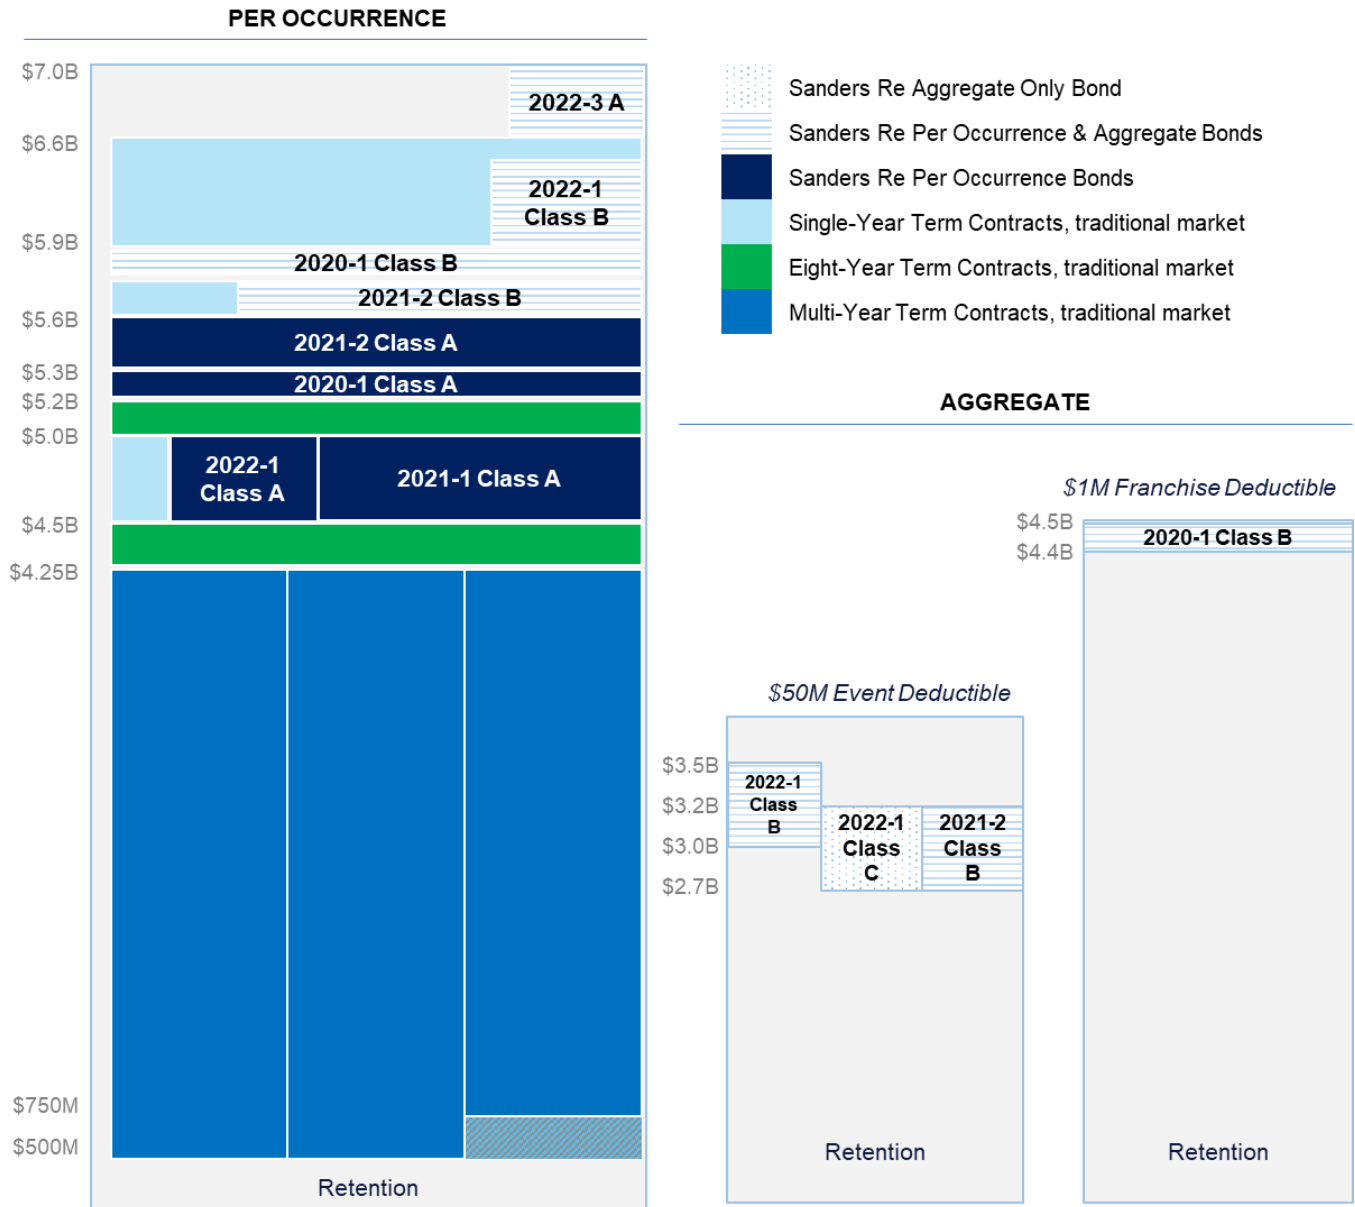 PER OCCURRENCE
$7.0B
2022-3 A
$6.6B
2022-1
Class B
$5.9B
2020-1 Class B
2021-2 Class B
$5.6B
2021-2 Class A
$5.3B
2020-1 Class A
$5.2B
$5.0B
2022-1
Class A
2021-1 Class A
$4.5B
$4.25B
$750M
$500M
Retention
Sanders Re Aggregate Only Bond
Sanders Re Per Occurrence & Aggregate Bonds
Sanders Re Per Occurrence Bonds
Single-Year Term Contracts, traditional market
Eight-Year Term Contracts, traditional market
Multi-Year Term Contracts, traditional market
AGGREGATE
$50M Event Deductible
$3.5B
2022-1
Class
B
$3.2B
2022-1
Class
C
2021-2
Class
B
$3.0B
$2.7B
Retention
$1M Franchise Deductible
$4.5B
2020-1 Class B
$4.4B
Retention